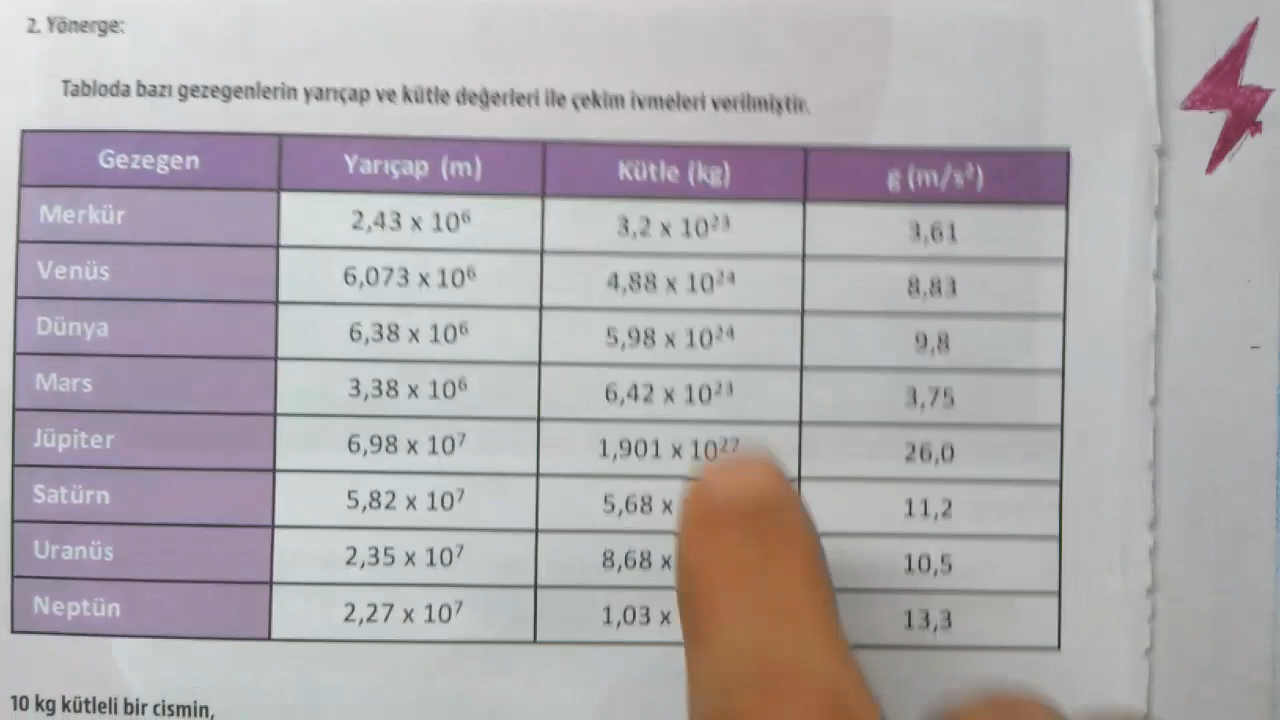 2. Yönerge:
Tabloda bazı gezegenlerin yarıçap ve kütle değerleri ile çekim ivmeleri verilmiştir.
Gezegen Yarıçap (m) Kütle (kg) g (m/s²)
Merkür 2,43 x 10⁶ 3,2 x 10²³ 3,61
Venüs 6,073 x 10⁶ 4,88 x 10²⁴ 8,83
Dünya 6,38 x 10⁶ 5,98 x 10²⁴ 9,8
Mars 3,38 x 10⁶ 6,42 x 10²³ 3,75
Jüpiter 6,98 x 10⁷ 1,901 x 10²⁷ 26,0
Satürn 5,82 x 10⁷ 5,68 x 11,2
Uranüs 2,35 x 10⁷ 8,68 x 10,5
Neptün 2,27 x 10⁷ 1,03 x 13,3
10 kg kütleli bir cismin,